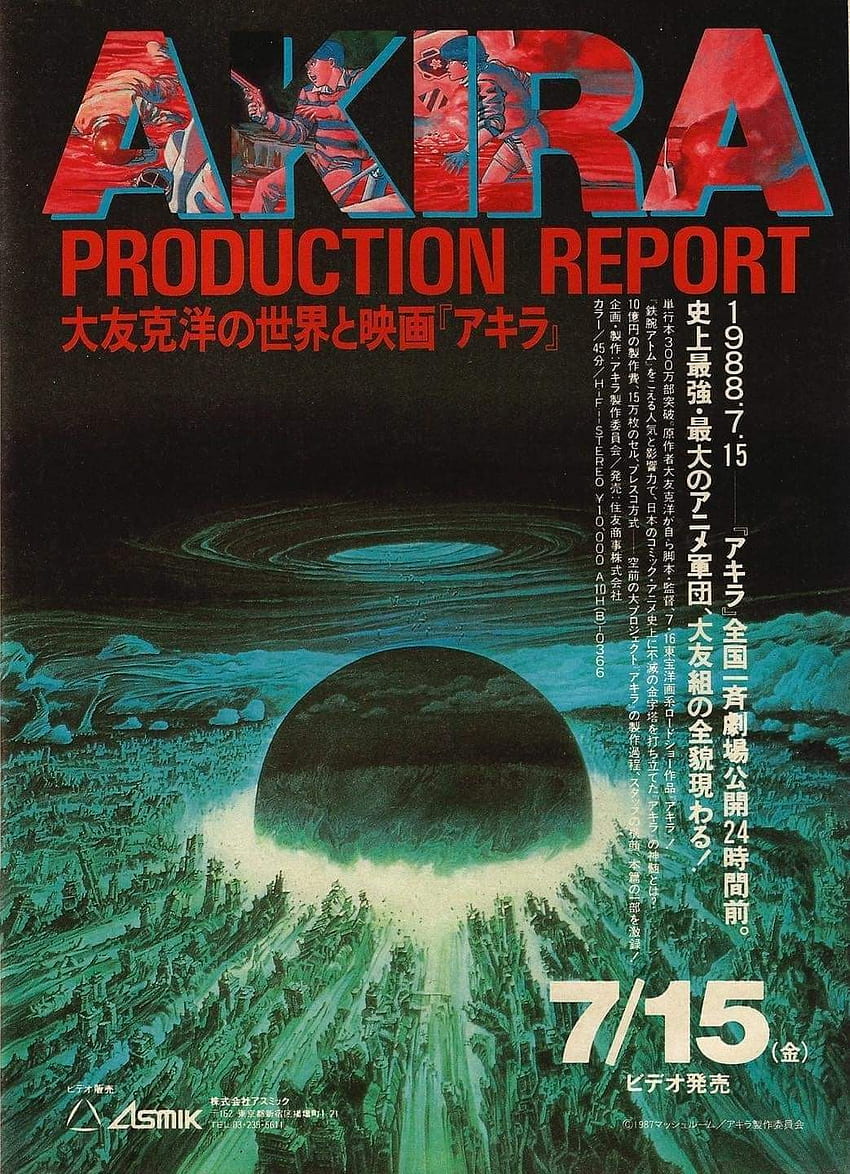 AKIRA
PRODUCTION REPORT
大友克洋の世界と映画『アキラ』
1988.7.15──『アキラ』全国一斉劇場公開24時間前。
史上最強・最大のアニメ軍団、大友組の全貌現わる!
単行本300万部突破。原作者大友克洋が自ら脚本・監督、7・16東宝洋画系ロードショー作品『アキラ』!
『鉄腕アトム』をこえる人気と影響力で、日本のコミック・アニメ史上に不滅の金字塔を打ち立てた『アキラ』の神髄とは?
10億円の製作費、15万枚のセル、プレスコ方式──空前の大プロジェクト『アキラ』の製作過程、スタッフの 本篇の一部を激録!
企画・製作:アキラ製作委員会/発売:住友商事株式会社
カラー/45分/HI-FI-STEREO ¥10,000 A10H(B)-0366
7/15(金)
ビデオ発売
ビデオ販売
ASMIK
株式会社アスミック
〒162 東京都新宿区揚場町1-21
TEL 03-235-5611
©1987マッシュルーム/アキラ製作委員会